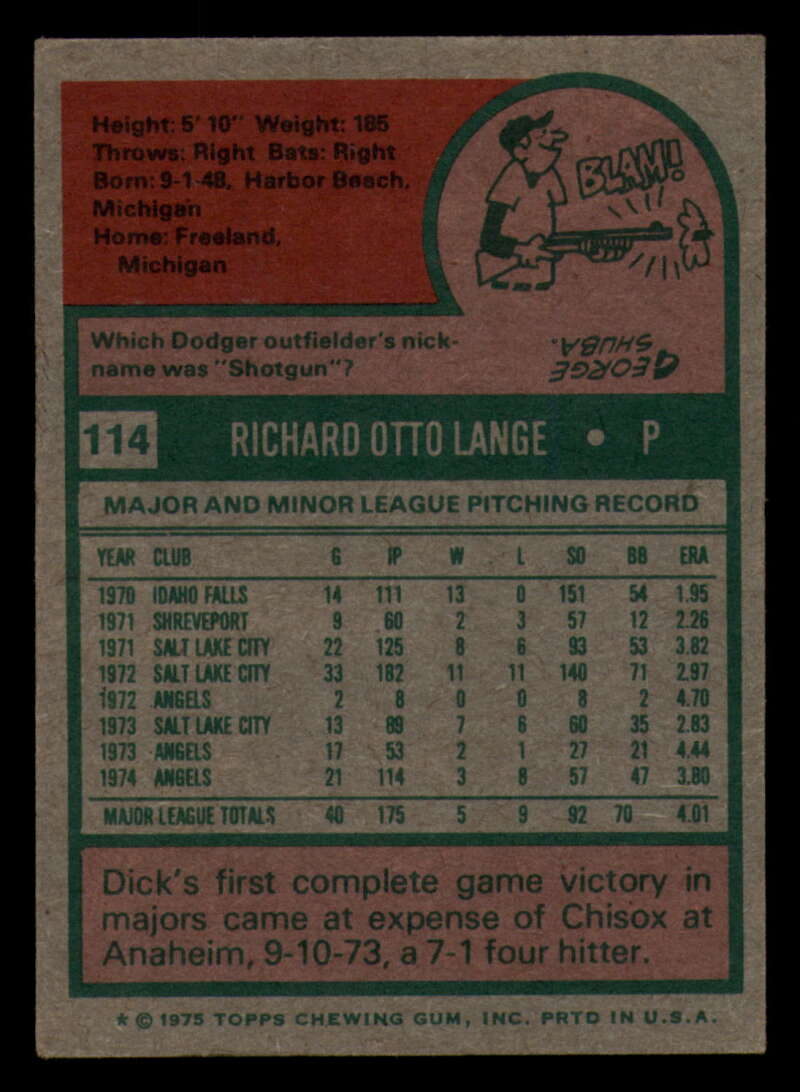 Height: 5' 10" Weight: 185
Throws: Right Bats: Right
Born: 9-1-48, Harbor Beach,
Michigan
Home: Freeland,
Michigan
BLAM!
Which Dodger outfielder's nick-
name was "Shotgun"?
GEORGE
SHUBA.
114 RICHARD OTTO LANGE • P
MAJOR AND MINOR LEAGUE PITCHING RECORD
YEAR CLUB G IP W L SO BB ERA
1970 IDAHO FALLS 14 111 13 0 151 54 1.95
1971 SHREVEPORT 9 60 2 3 57 12 2.26
1971 SALT LAKE CITY 22 125 8 6 93 53 3.82
1972 SALT LAKE CITY 33 182 11 11 140 71 2.97
1972 ANGELS 2 8 0 0 8 2 4.70
1973 SALT LAKE CITY 13 89 7 6 60 35 2.83
1973 ANGELS 17 53 2 1 27 21 4.44
1974 ANGELS 21 114 3 8 57 47 3.80
MAJOR LEAGUE TOTALS 40 175 5 9 92 70 4.01
Dick's first complete game victory in
majors came at expense of Chisox at
Anaheim, 9-10-73, a 7-1 four hitter.
* © 1975 TOPPS CHEWING GUM, INC. PRTD IN U.S.A.